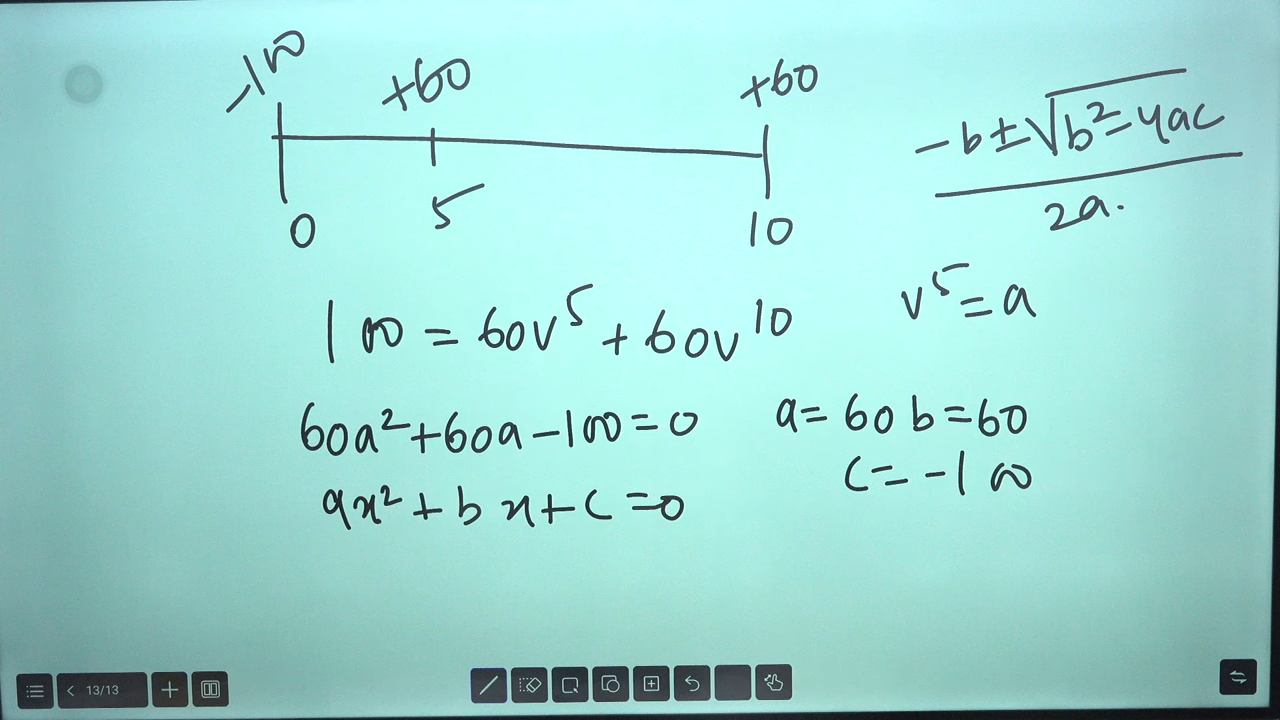 -100 +60 +60
0 5 10
-b±√b²-4ac
2a.
100 = 60v⁵ + 60v¹⁰
v⁵ = a
60a²+60a-100=0
a= 60 b=60
c= -100
ax² + bx+c =0
13/13